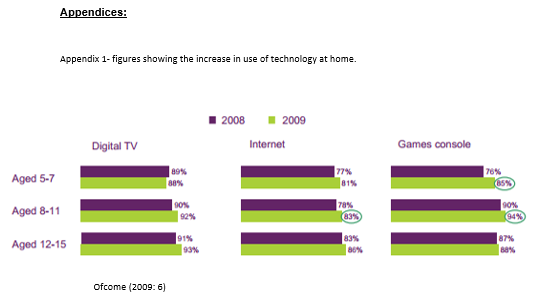 Appendices:
Appendix 1- figures showing the increase in use of technology at home.
2008 2009
Digital TV Internet Games console
Aged 5-7 89% 77% 76%
88% 81% 85%
Aged 8-11 90% 78% 90%
92% 83% 94%
Aged 12-15 91% 83% 87%
93% 86% 88%
Ofcome (2009: 6)